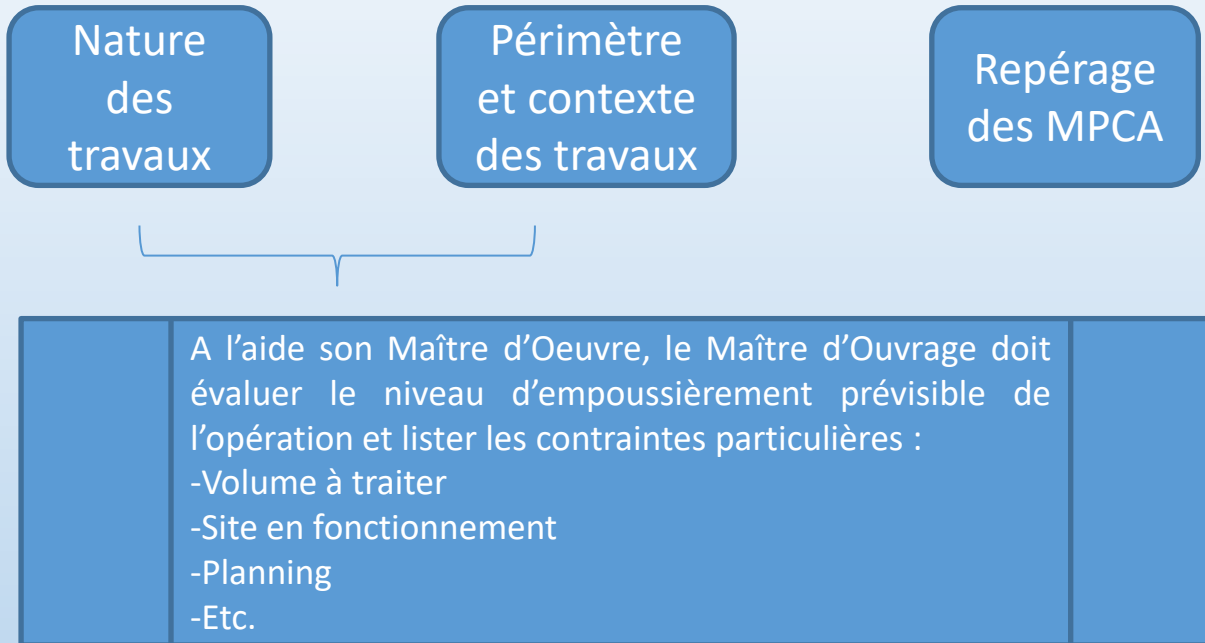 Nature
des
travaux
Périmètre
et contexte
des travaux
Repérage
des MPCA
A l’aide son Maître d’Oeuvre, le Maître d’Ouvrage doit
évaluer le niveau d’empoussièrement prévisible de
l’opération et lister les contraintes particulières :
-Volume à traiter
-Site en fonctionnement
-Planning
-Etc.